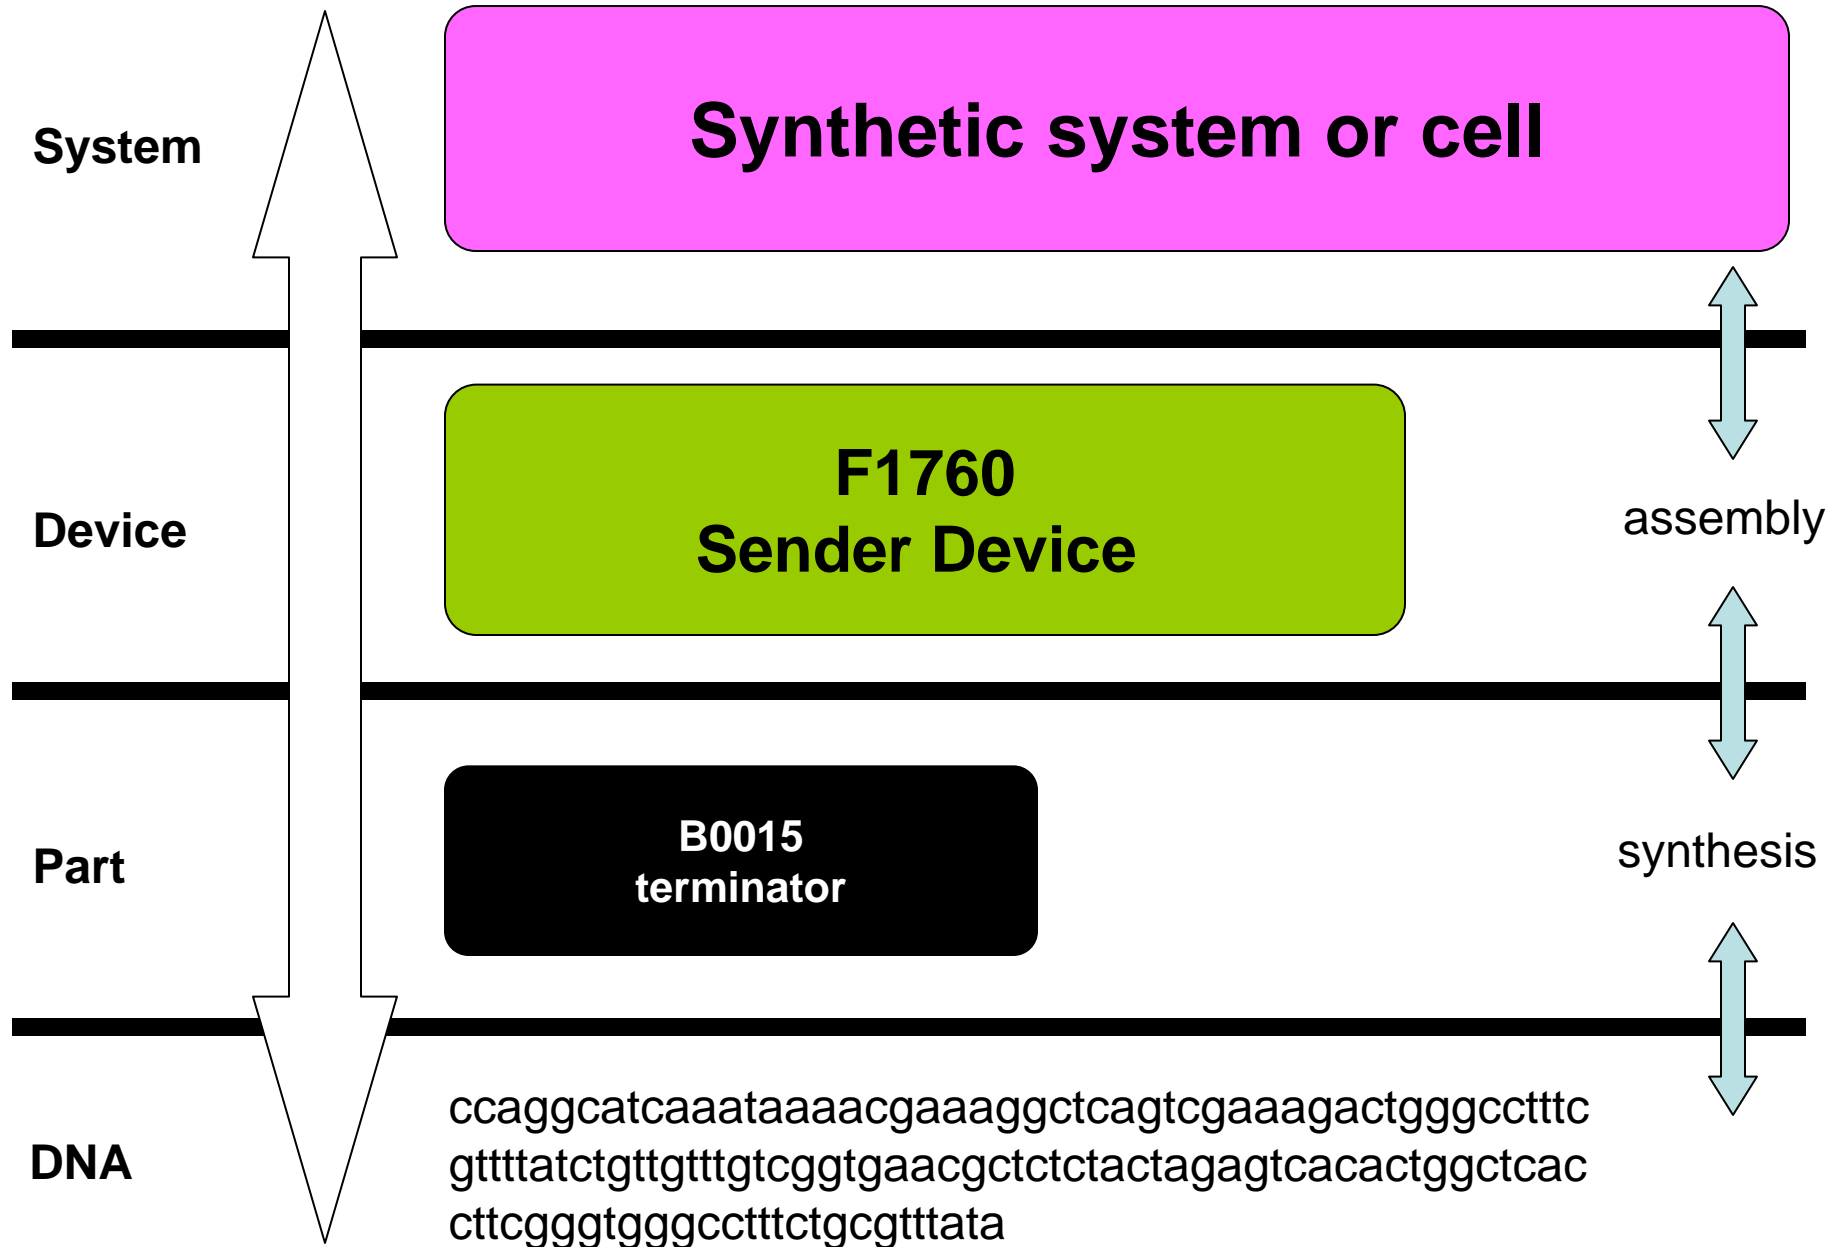 System
Synthetic system or cell
Device
F1760
Sender Device
assembly
Part
B0015
terminator
synthesis
DNA
ccaggcatcaaataaaacgaaaggctcagtcgaaagactgggcctttc
gttttatctgttgtttgtcggtgaacgctctctactagagtcacactggctcac
cttcgggtgggcctttctgcgtttata